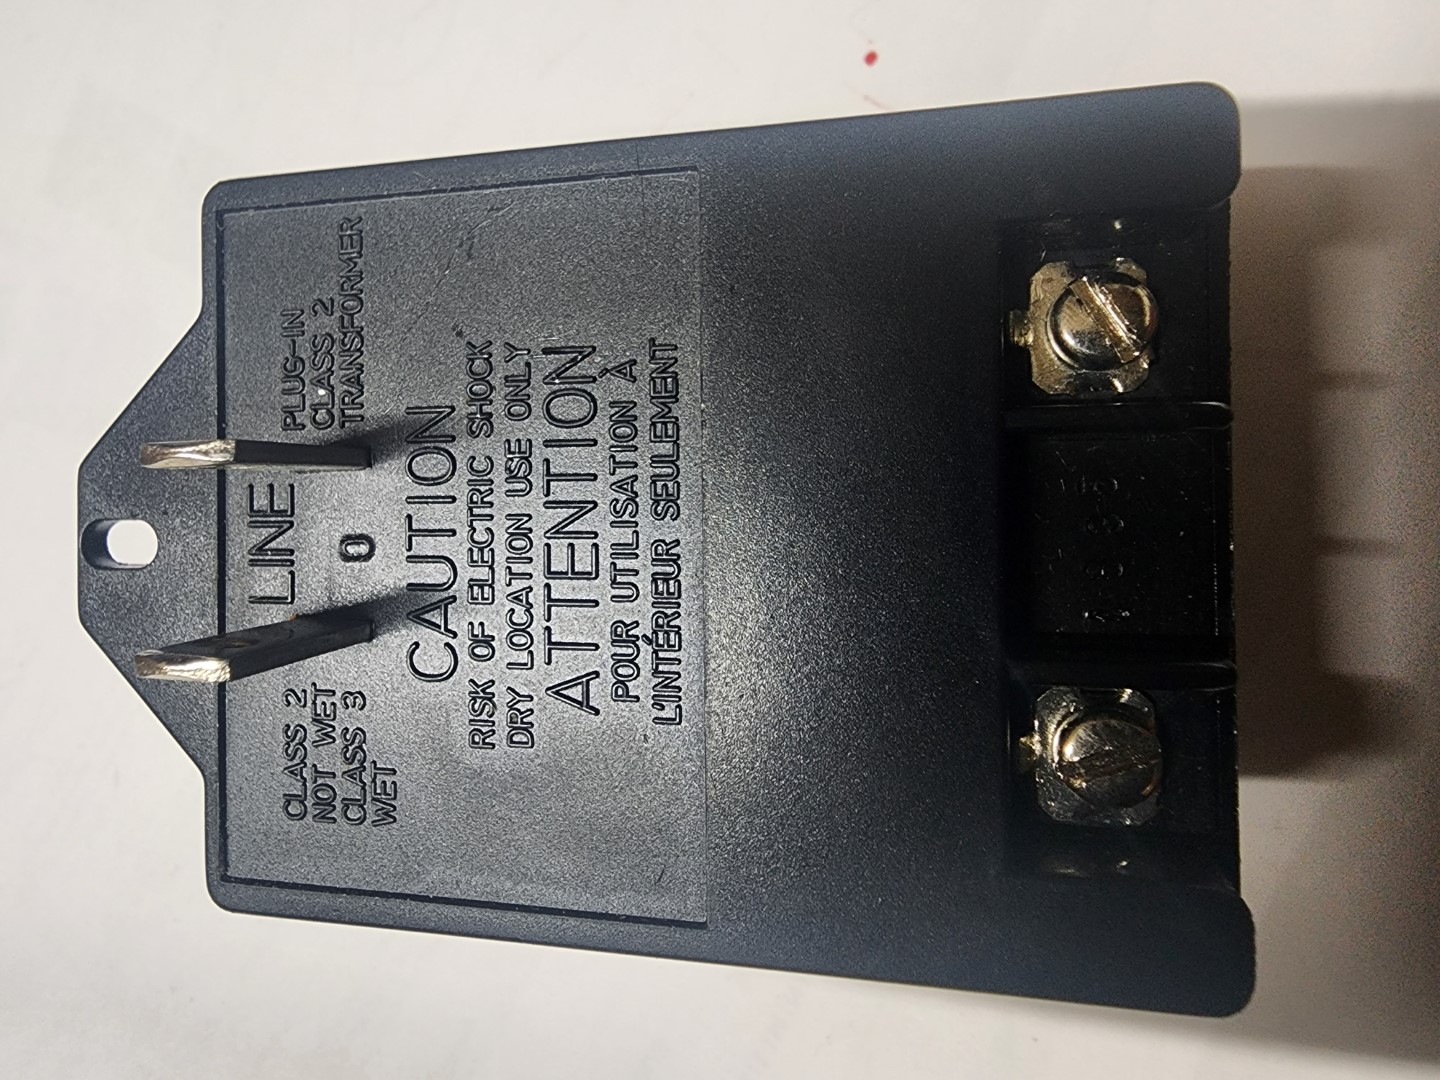 LINE
CLASS 2
NOT WET
CLASS 3
WET
PLUG-IN
CLASS 2
TRANSFORMER
0
CAUTION
RISK OF ELECTRIC SHOCK
DRY LOCATION USE ONLY
ATTENTION
POUR UTILISATION À
L'INTÉRIEUR SEULEMENT